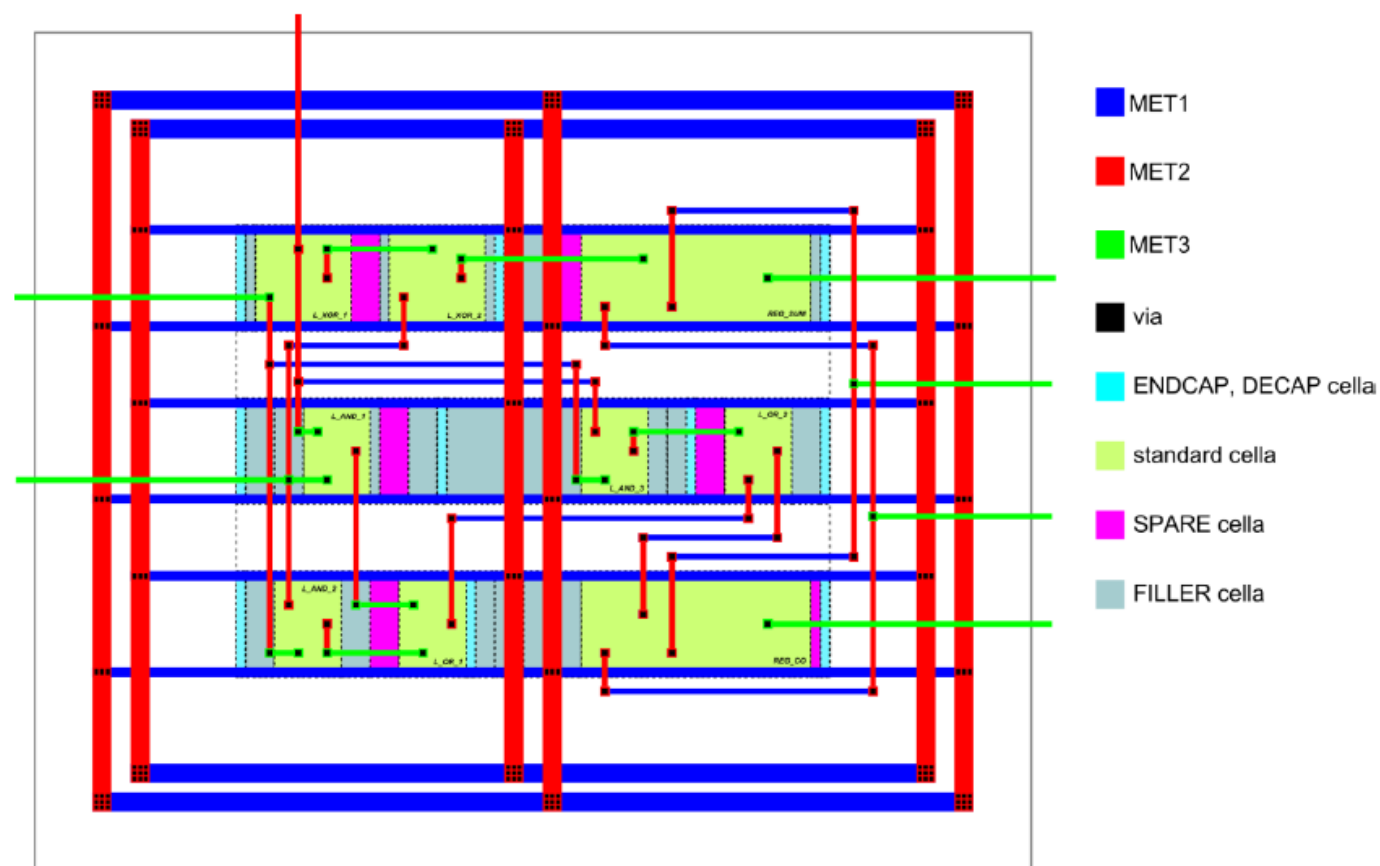 MET1
MET2
MET3
via
ENDCAP, DECAP cella
standard cella
SPARE cella
FILLER cella
L_XOR_1
L_XOR_2
REG_SUM
L_AND_1
L_OR_2
L_AND_3
L_AND_2
L_OR_1
REG_CO